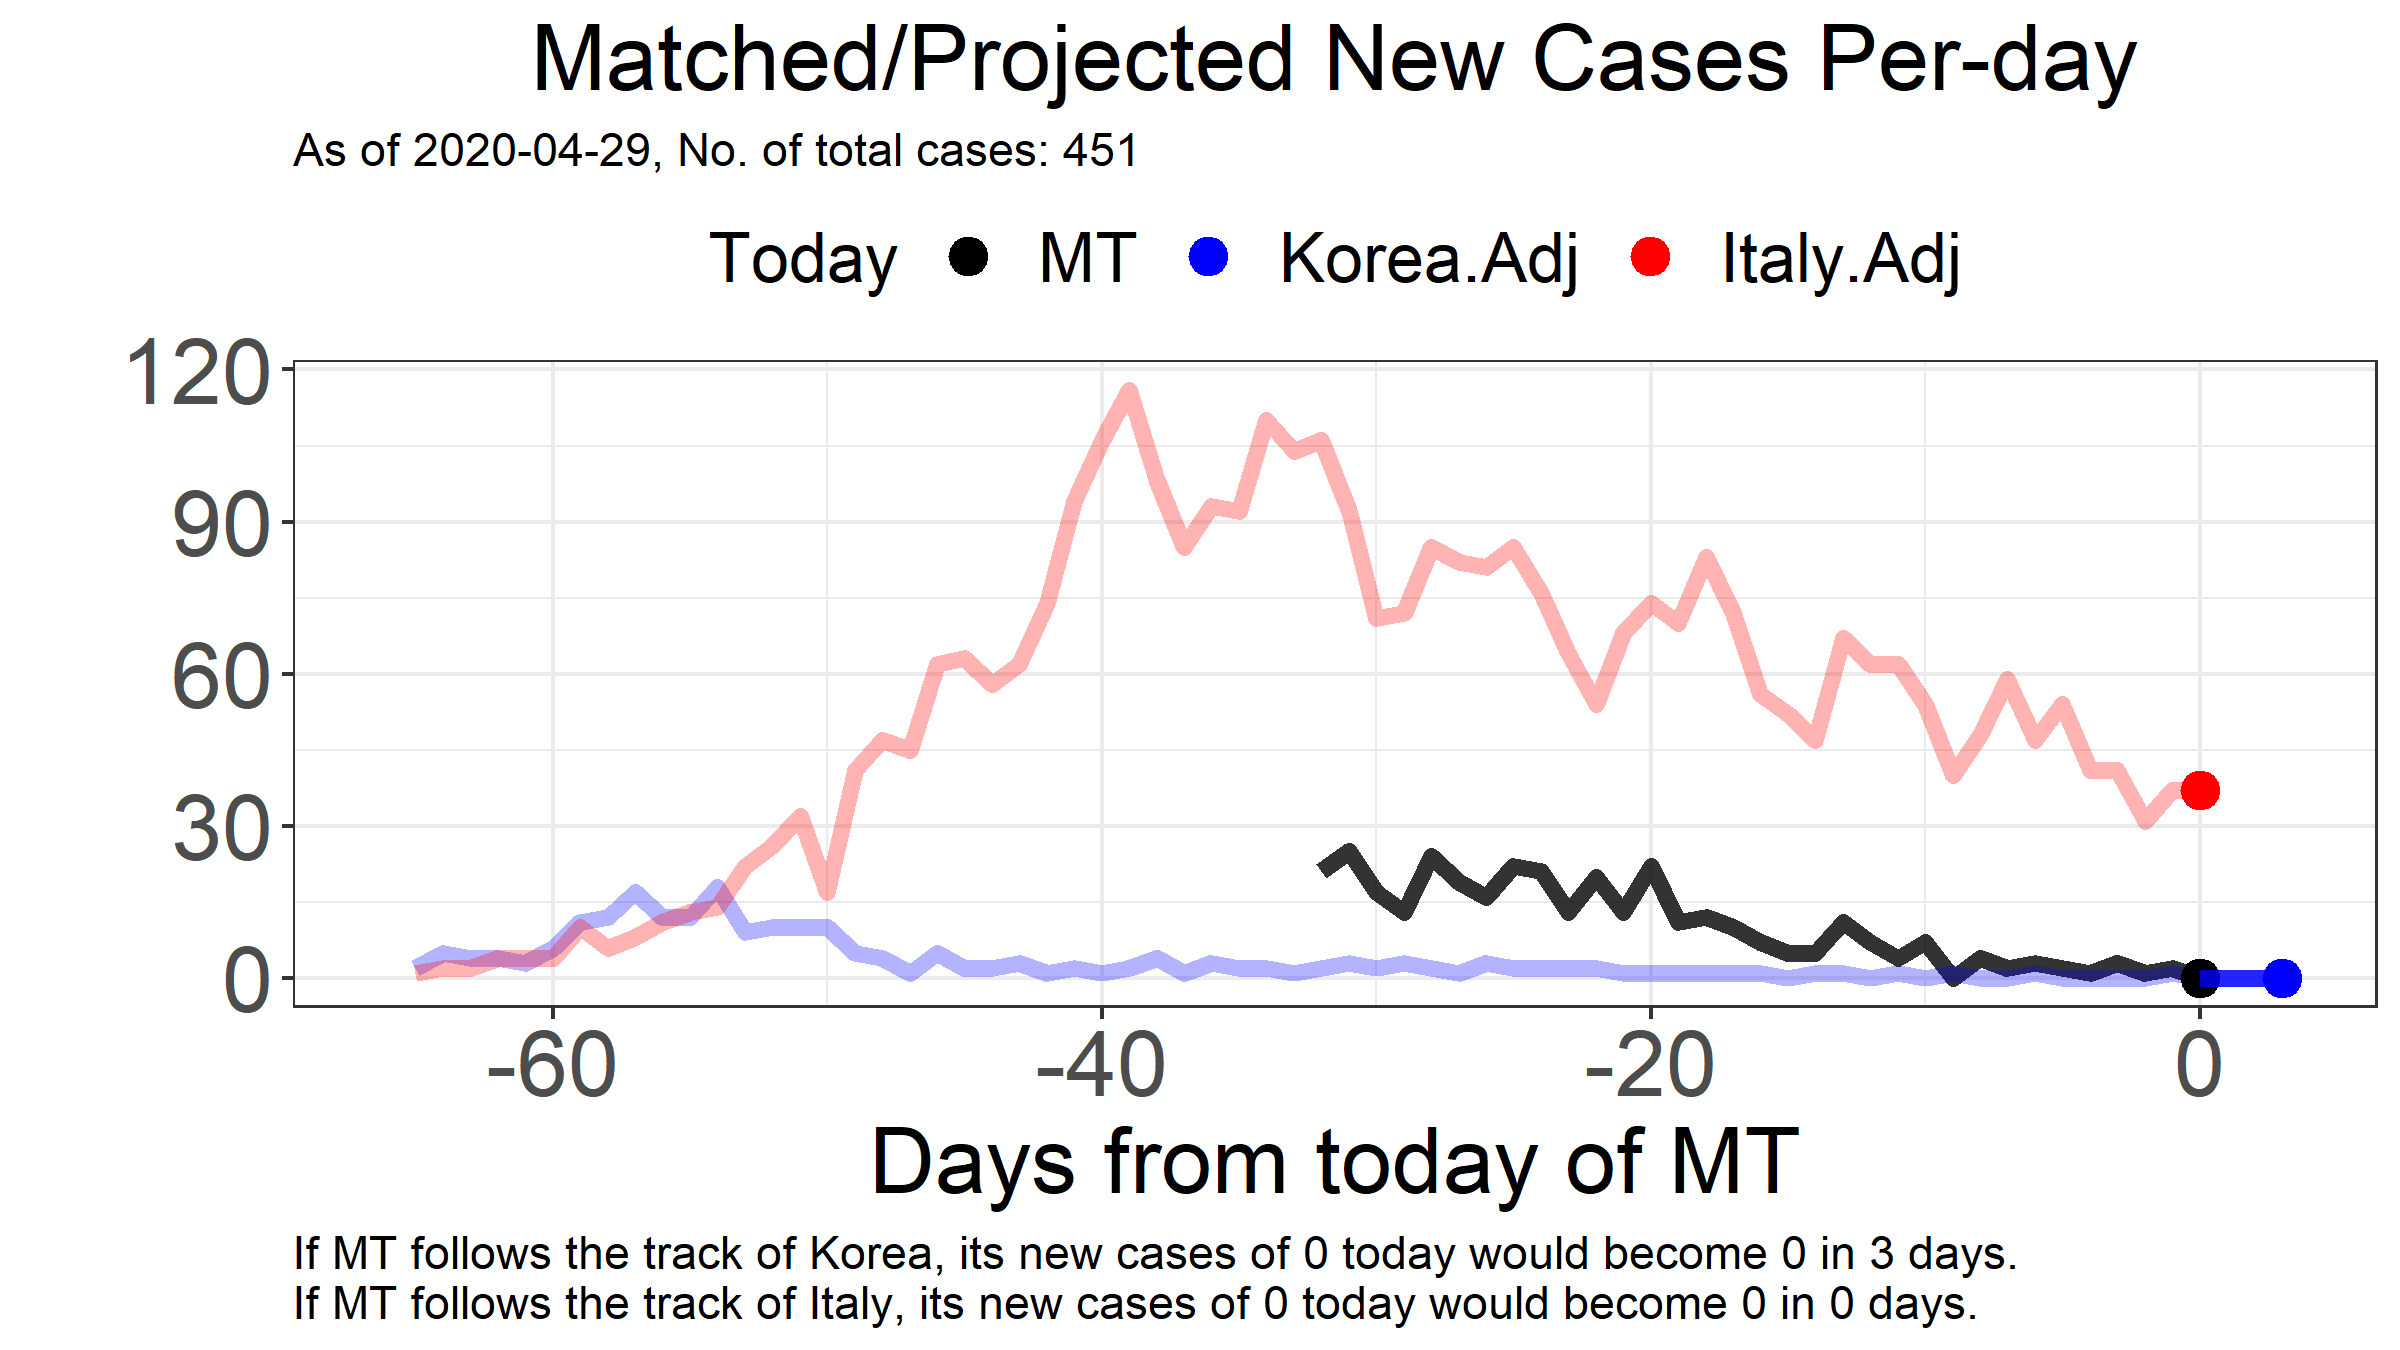 Matched/Projected New Cases Per-day
As of 2020-04-29, No. of total cases: 451
Today MT Korea.Adj Italy.Adj
120
90
60
30
0
-60 -40 -20 0
Days from today of MT
If MT follows the track of Korea, its new cases of 0 today would become 0 in 3 days.
If MT follows the track of Italy, its new cases of 0 today would become 0 in 0 days.